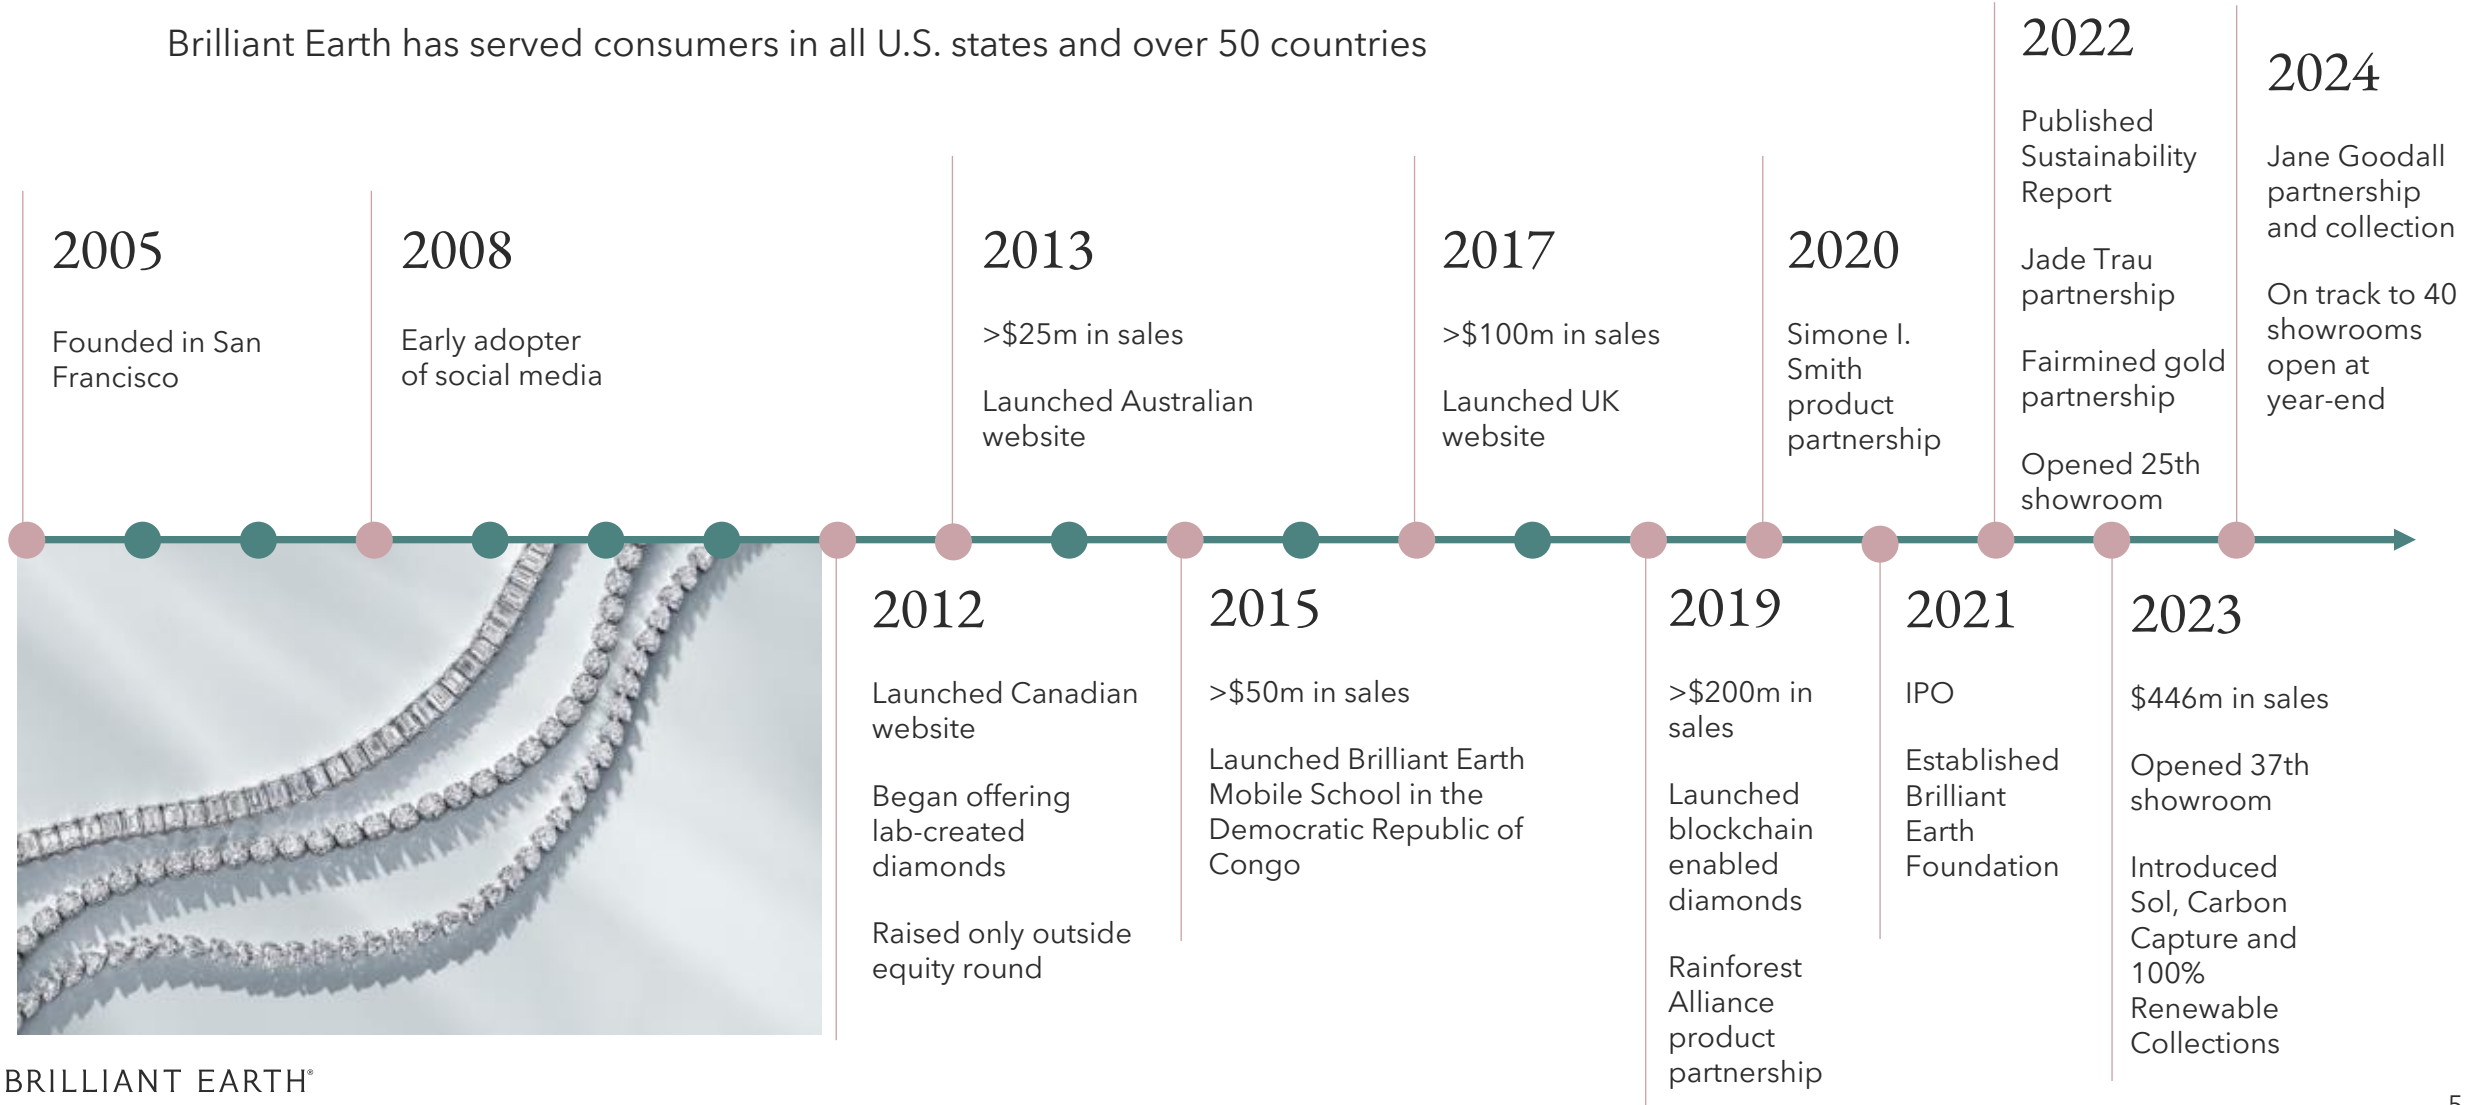 Brilliant Earth has served consumers in all U.S. states and over 50 countries
2005
Founded in San
Francisco
2008
Early adopter
of social media
2012
Launched Canadian
website
Began offering
lab-created
diamonds
Raised only outside
equity round
2013
>$25m in sales
Launched Australian
website
2015
>$50m in sales
Launched Brilliant Earth
Mobile School in the
Democratic Republic of
Congo
2017
>$100m in sales
Launched UK
website
2019
>$200m in
sales
Launched
blockchain
enabled
diamonds
Rainforest
Alliance
product
partnership
2020
Simone I.
Smith
product
partnership
2021
IPO
Established
Brilliant
Earth
Foundation
2022
Published
Sustainability
Report
Jade Trau
partnership
Fairmined gold
partnership
Opened 25th
showroom
2023
$446m in sales
Opened 37th
showroom
Introduced
Sol, Carbon
Capture and
100%
Renewable
Collections
2024
Jane Goodall
partnership
and collection
On track to 40
showrooms
open at
year-end
BRILLIANT EARTH®
5